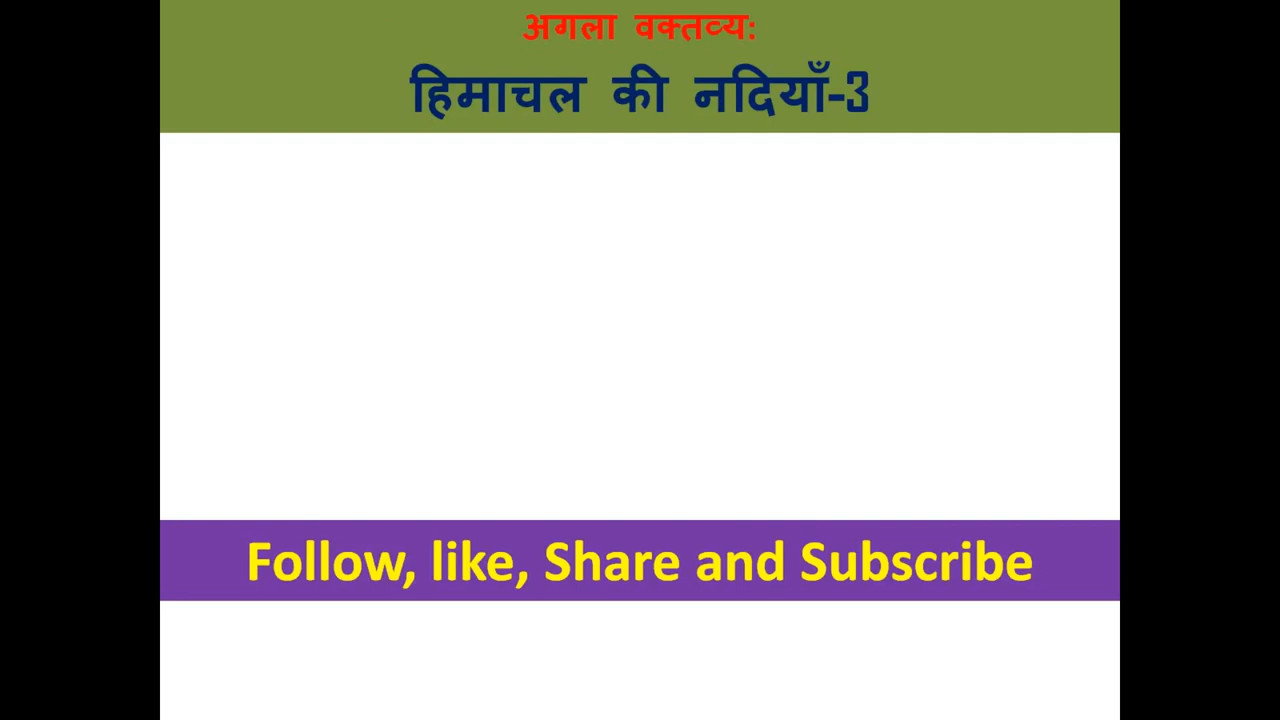 अगला वक्तव्य:
हिमाचल की नदियाँ-3
Follow, like, Share and Subscribe